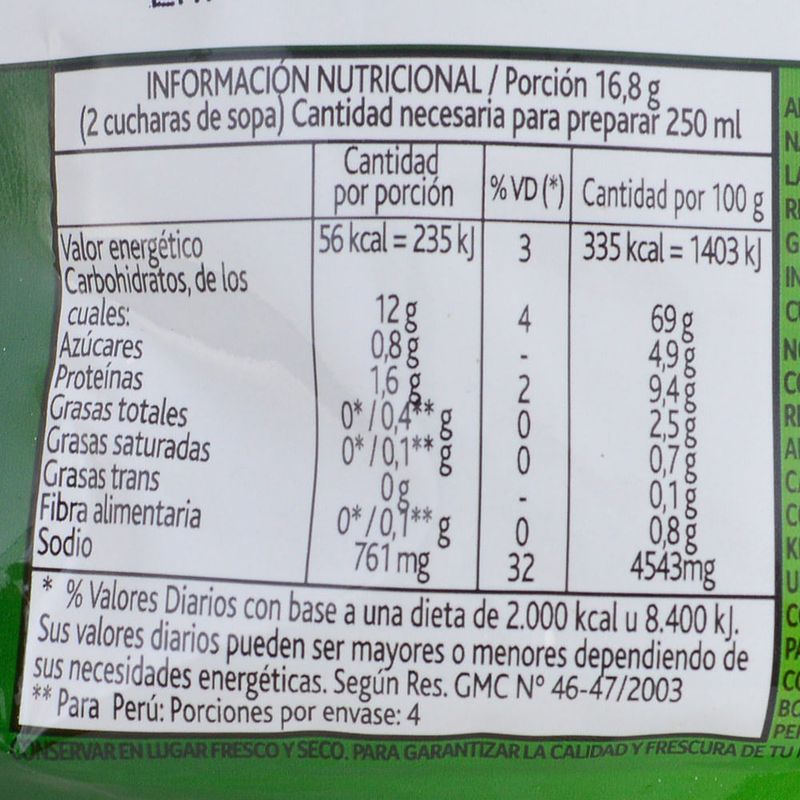 INFORMACIÓN NUTRICIONAL / Porción 16,8 g
(2 cucharas de sopa) Cantidad necesaria para preparar 250 ml
Cantidad por porción % VD (*) Cantidad por 100 g
Valor energético 56 kcal = 235 kJ 3 335 kcal = 1403 kJ
Carbohidratos, de los
cuales: 12 g 4 69 g
Azúcares 0,8 g - 4,9 g
Proteínas 1,6 g 2 9,4 g
Grasas totales 0* / 0,4** g 0 2,5 g
Grasas saturadas 0* / 0,1** g 0 0,7 g
Grasas trans 0 g - 0,1 g
Fibra alimentaria 0* / 0,1** g 0 0,8 g
Sodio 761 mg 32 4543mg
* % Valores Diarios con base a una dieta de 2.000 kcal u 8.400 kJ.
Sus valores diarios pueden ser mayores o menores dependiendo de
sus necesidades energéticas. Según Res. GMC Nº 46-47/2003
** Para Perú: Porciones por envase: 4
CONSERVAR EN LUGAR FRESCO Y SECO. PARA GARANTIZAR LA CALIDAD Y FRESCURA DE TU